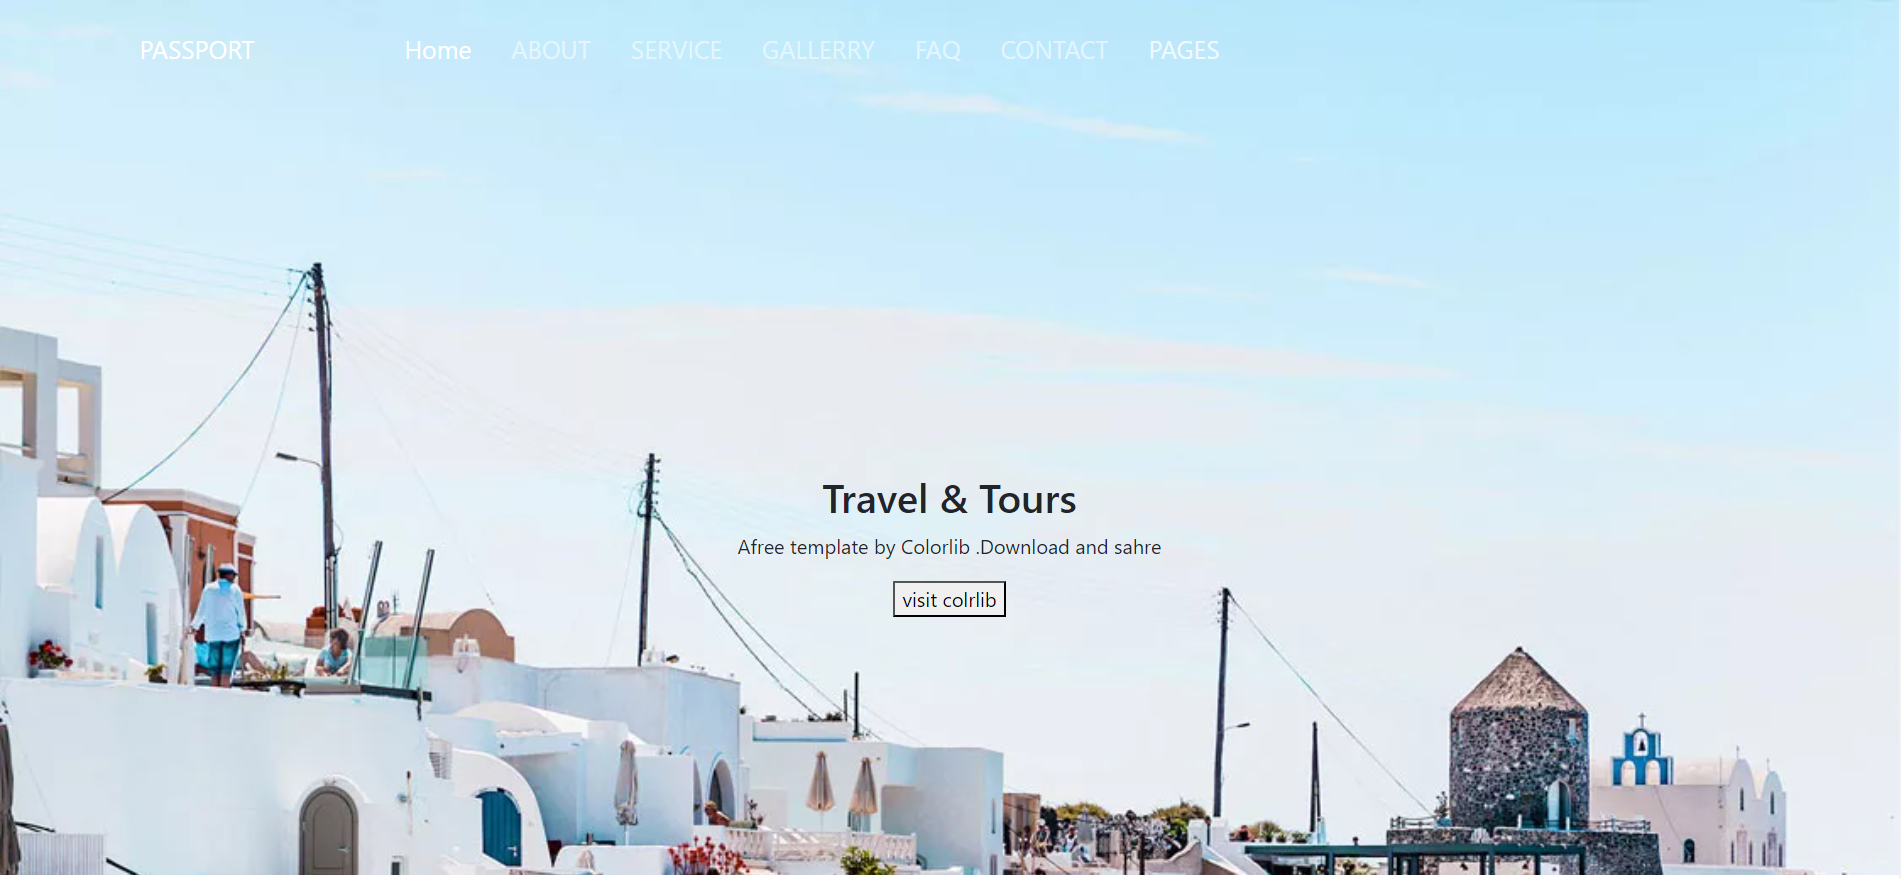 PASSPORT Home ABOUT SERVICE GALLERRY FAQ CONTACT PAGES
Travel & Tours
Afree template by Colorlib .Download and sahre
visit colrlib